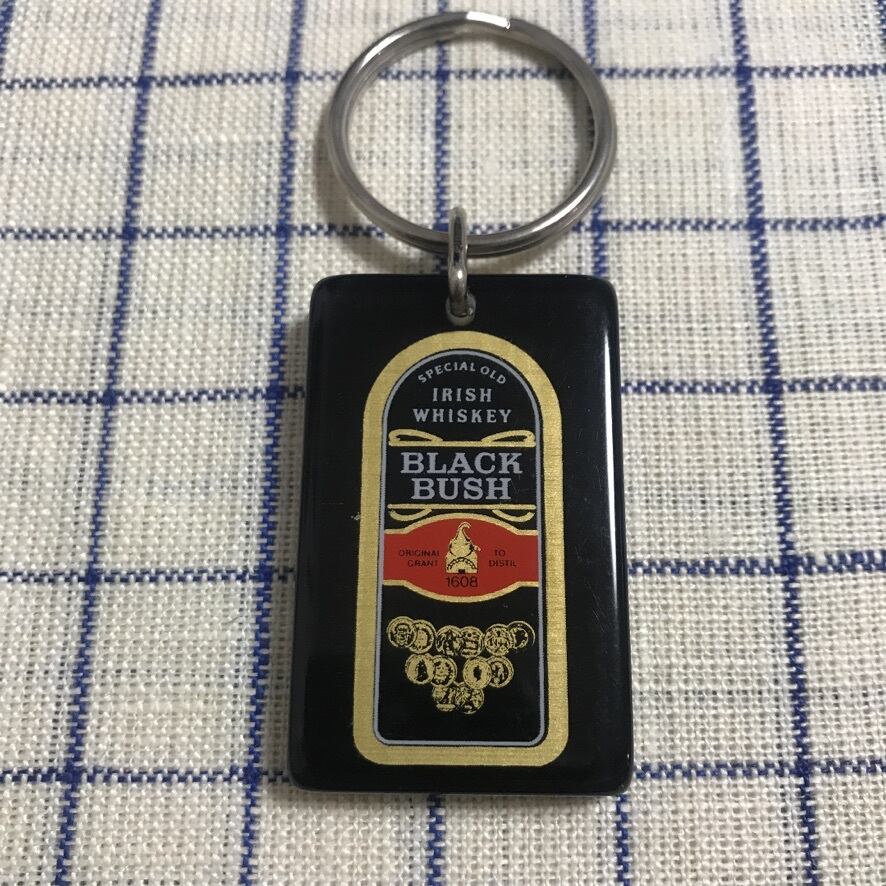 SPECIAL OLD
IRISH
WHISKEY
BLACK
BUSH
ORIGINAL TO
GRANT DISTIL
1608